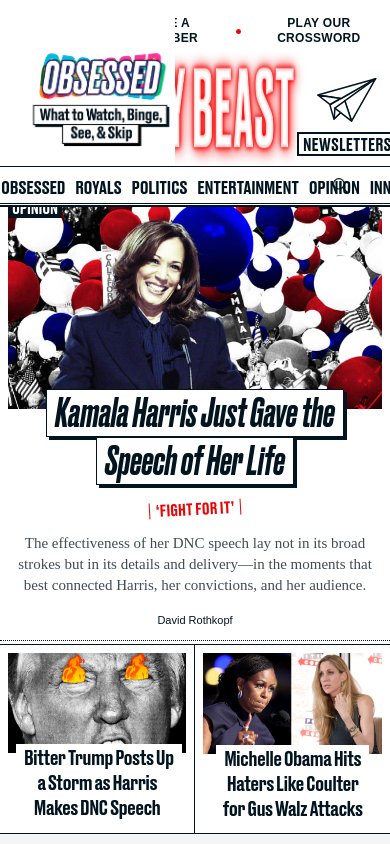 E A
BER
PLAY OUR
CROSSWORD
OBSESSED
What to Watch, Binge,
See, & Skip
Y BEAST
NEWSLETTERS
OBSESSED ROYALS POLITICS ENTERTAINMENT OPINION INN
OPINION
Kamala Harris Just Gave the
Speech of Her Life
‘FIGHT FOR IT’
The effectiveness of her DNC speech lay not in its broad
strokes but in its details and delivery—in the moments that
best connected Harris, her convictions, and her audience.
David Rothkopf
Bitter Trump Posts Up
a Storm as Harris
Makes DNC Speech
Michelle Obama Hits
Haters Like Coulter
for Gus Walz Attacks